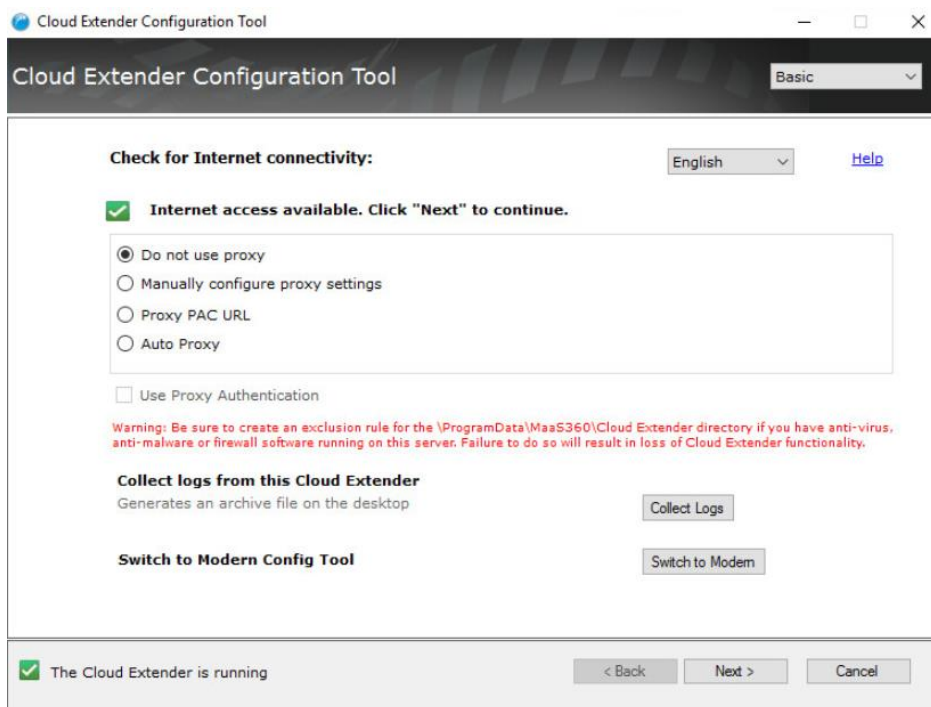 Cloud Extender Configuration Tool
Cloud Extender Configuration Tool
Basic
Check for Internet connectivity:
English
Help
Internet access available. Click "Next" to continue.
Do not use proxy
Manually configure proxy settings
Proxy PAC URL
Auto Proxy
Use Proxy Authentication
Warning: Be sure to create an exclusion rule for the \ProgramData\MaaS360\Cloud Extender directory if you have anti-virus,
anti-malware or firewall software running on this server. Failure to do so will result in loss of Cloud Extender functionality.
Collect logs from this Cloud Extender
Generates an archive file on the desktop
Collect Logs
Switch to Modern Config Tool
Switch to Modern
The Cloud Extender is running
< Back
Next >
Cancel